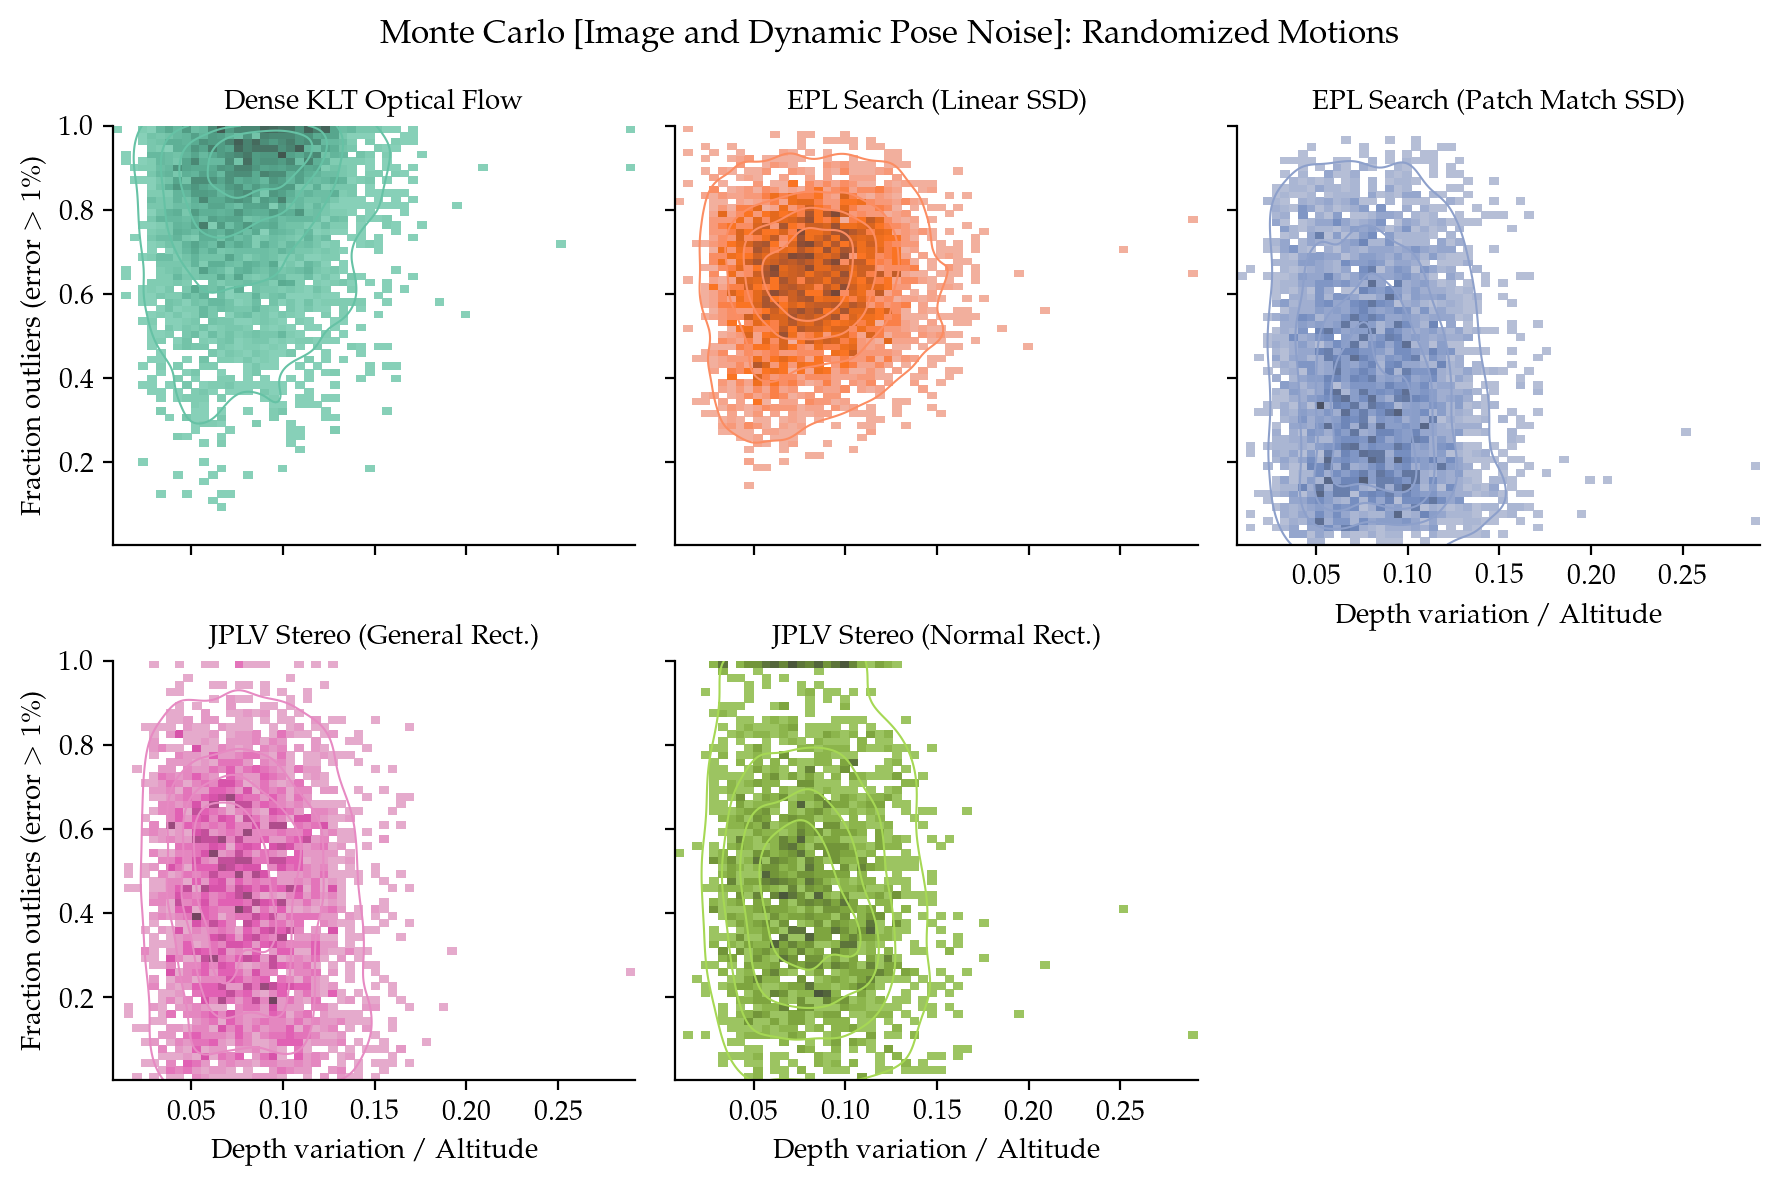 Monte Carlo [Image and Dynamic Pose Noise]: Randomized Motions
Dense KLT Optical Flow
EPL Search (Linear SSD)
EPL Search (Patch Match SSD)
Fraction outliers (error > 1%)
1.0
0.8
0.6
0.4
0.2
0.05 0.10 0.15 0.20 0.25
Depth variation / Altitude
JPLV Stereo (General Rect.)
JPLV Stereo (Normal Rect.)
Fraction outliers (error > 1%)
1.0
0.8
0.6
0.4
0.2
0.05 0.10 0.15 0.20 0.25
Depth variation / Altitude
0.05 0.10 0.15 0.20 0.25
Depth variation / Altitude